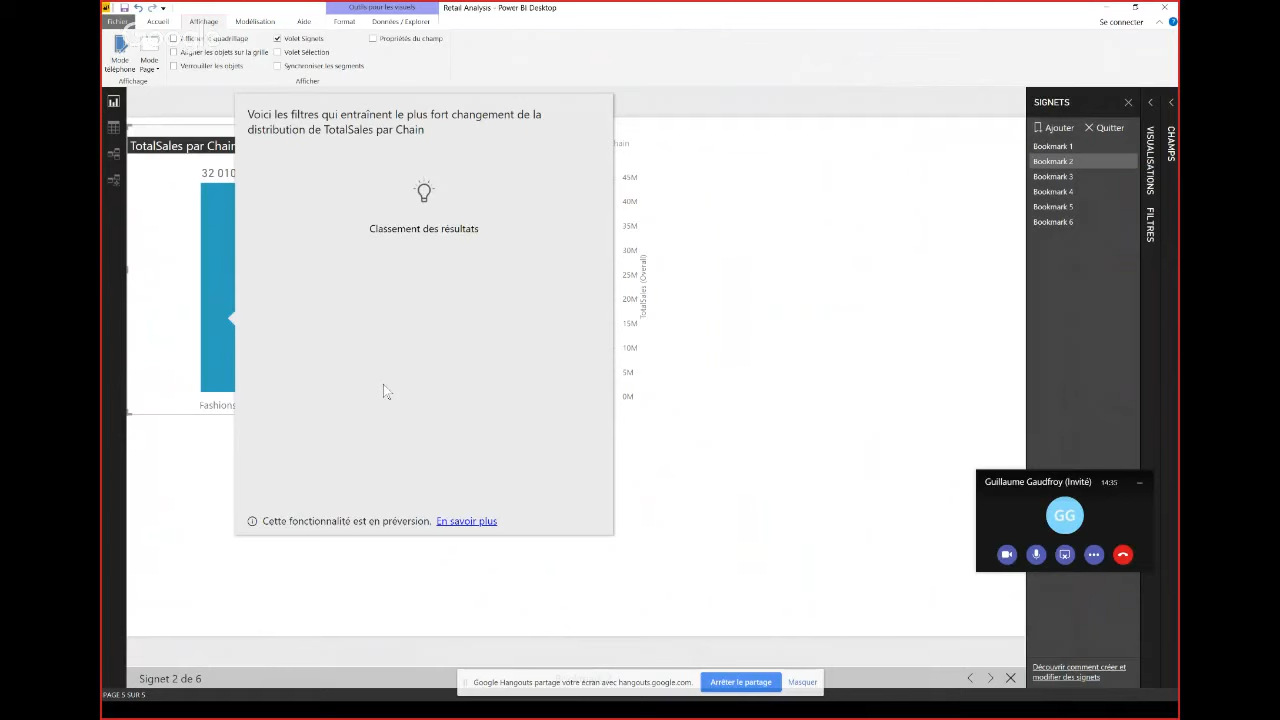 Outils pour les visuels
Retail Analysis - Power BI Desktop
Fichier Accueil Affichage Modélisation Aide Format Données / Explorer
Se connecter
Mode téléphone
Mode Page
Afficher le quadrillage
Aligner les objets sur la grille
Verrouiller les objets
Volet Signets
Volet Sélection
Synchroniser les segments
Propriétés du champ
Affichage
Afficher
Voici les filtres qui entraînent le plus fort changement de la
distribution de TotalSales par Chain
TotalSales par Chain
32 010
Fashions
Classement des résultats
Cette fonctionnalité est en préversion. En savoir plus
hain
45M
40M
35M
30M
25M
20M
15M
10M
5M
0M
TotalSales (Overall)
SIGNETS
Ajouter Quitter
Bookmark 1
Bookmark 2
Bookmark 3
Bookmark 4
Bookmark 5
Bookmark 6
VISUALISATIONS
FILTRES
CHAMPS
Guillaume Gaudfroy (Invité) 14:35
GG
Découvrir comment créer et
modifier des signets
Signet 2 de 6
Google Hangouts partage votre écran avec hangouts.google.com. Arrêter le partage Masquer
PAGE 5 SUR 5